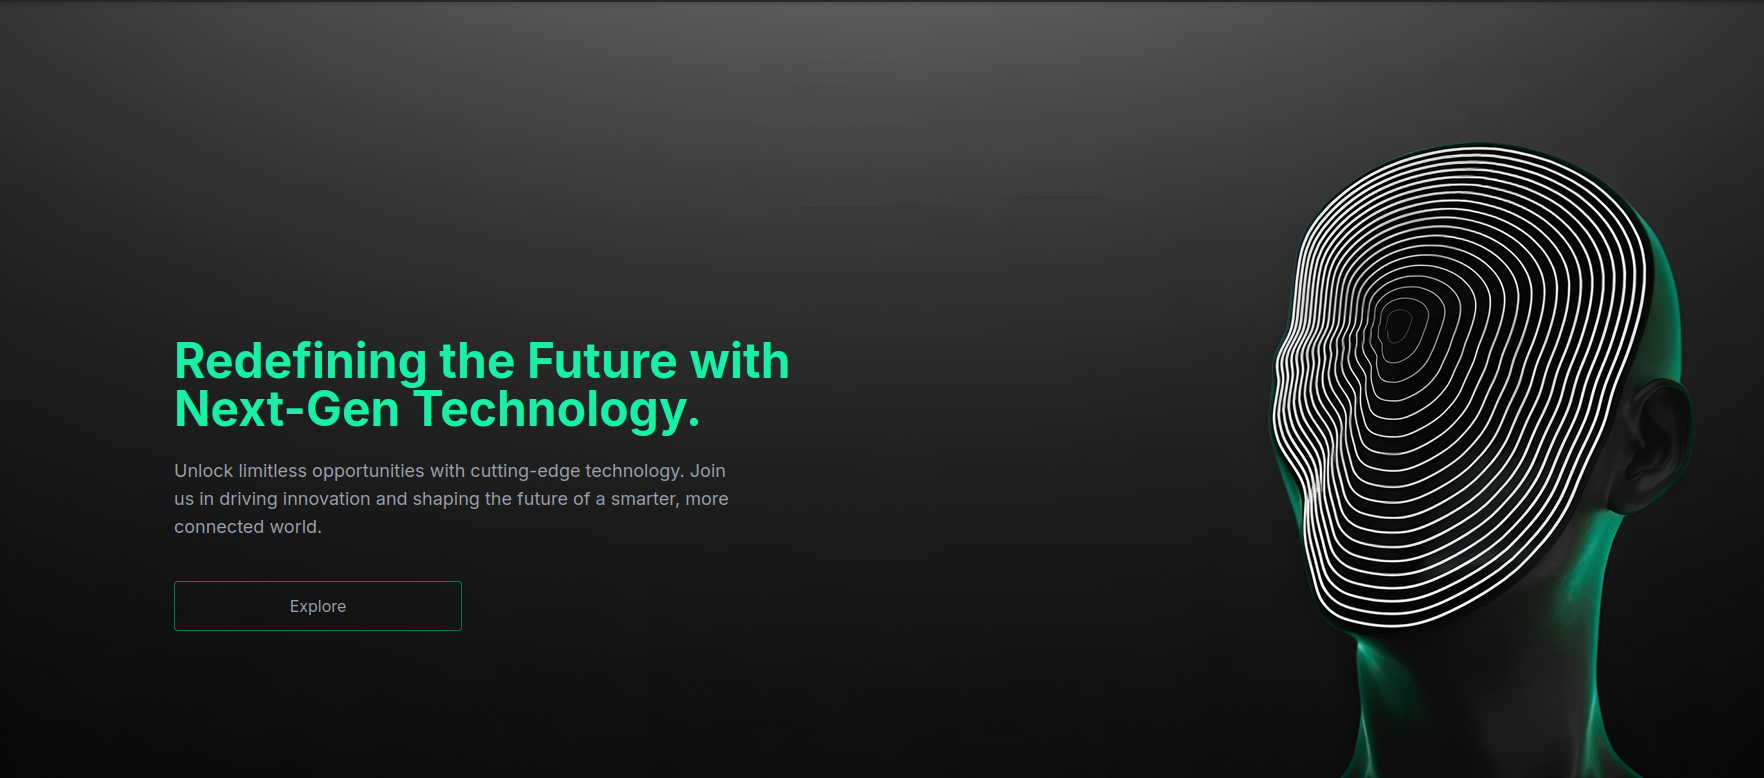 Redefining the Future with
Next-Gen Technology.
Unlock limitless opportunities with cutting-edge technology. Join
us in driving innovation and shaping the future of a smarter, more
connected world.
Explore